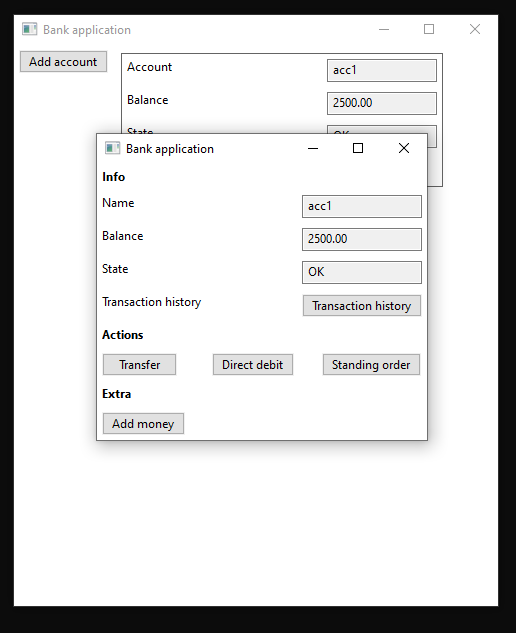 Bank application
Add account
Account acc1
Balance 2500.00
State OK
Bank application
Info
Name acc1
Balance 2500.00
State OK
Transaction history Transaction history
Actions
Transfer Direct debit Standing order
Extra
Add money